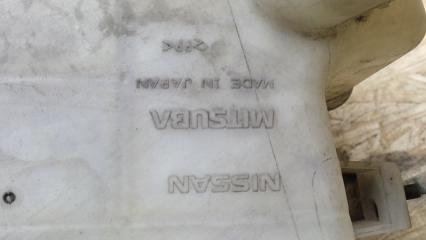 NISSAN
MITSUBA
MADE IN JAPAN
>PP<